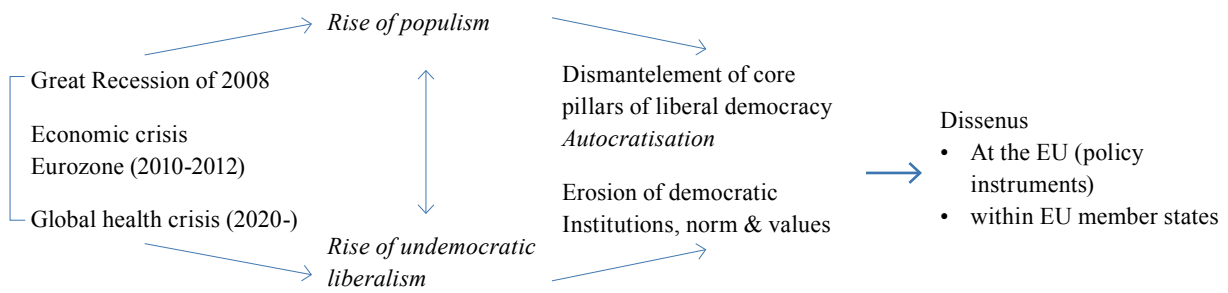 Rise of populism
Great Recession of 2008
Economic crisis
Eurozone (2010-2012)
Global health crisis (2020-)
Rise of undemocratic
liberalism
Dismantelement of core
pillars of liberal democracy
Autocratisation
Erosion of democratic
Institutions, norm & values
Dissenus
• At the EU (policy
instruments)
• within EU member states